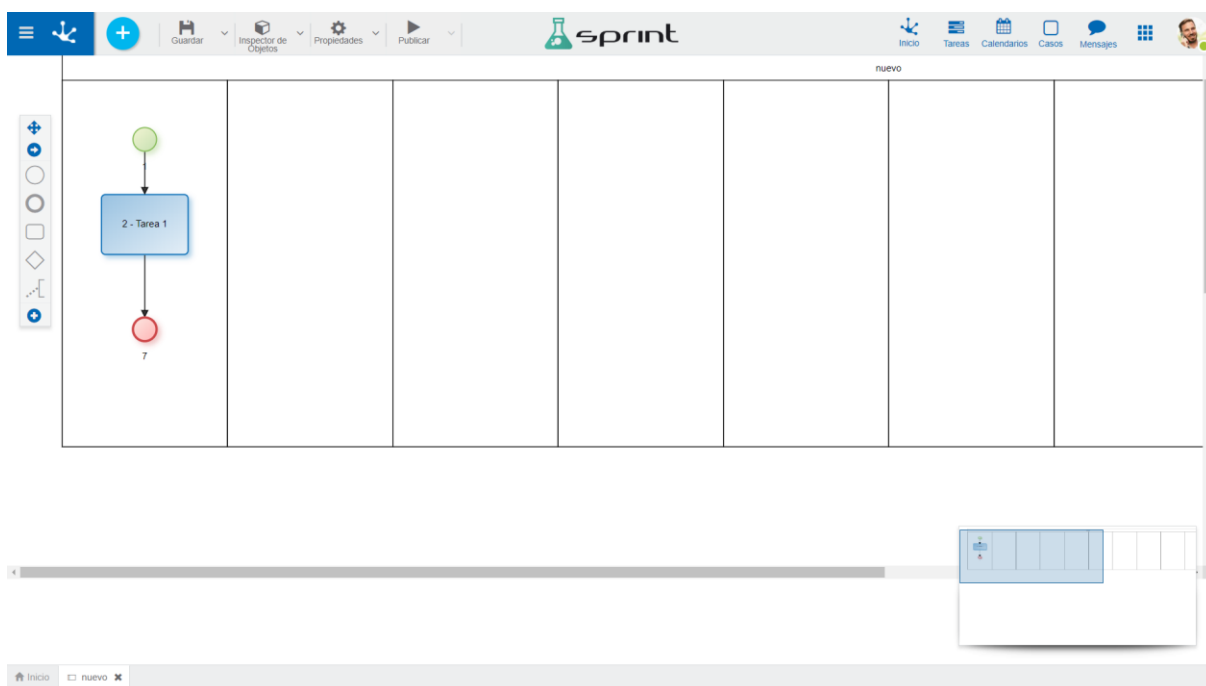 Guardar
Inspector de
Objetos
Propiedades
Publicar
sprint
Inicio
Tareas
Calendarios
Casos
Mensajes
nuevo
1
2 - Tarea 1
7
Inicio
nuevo